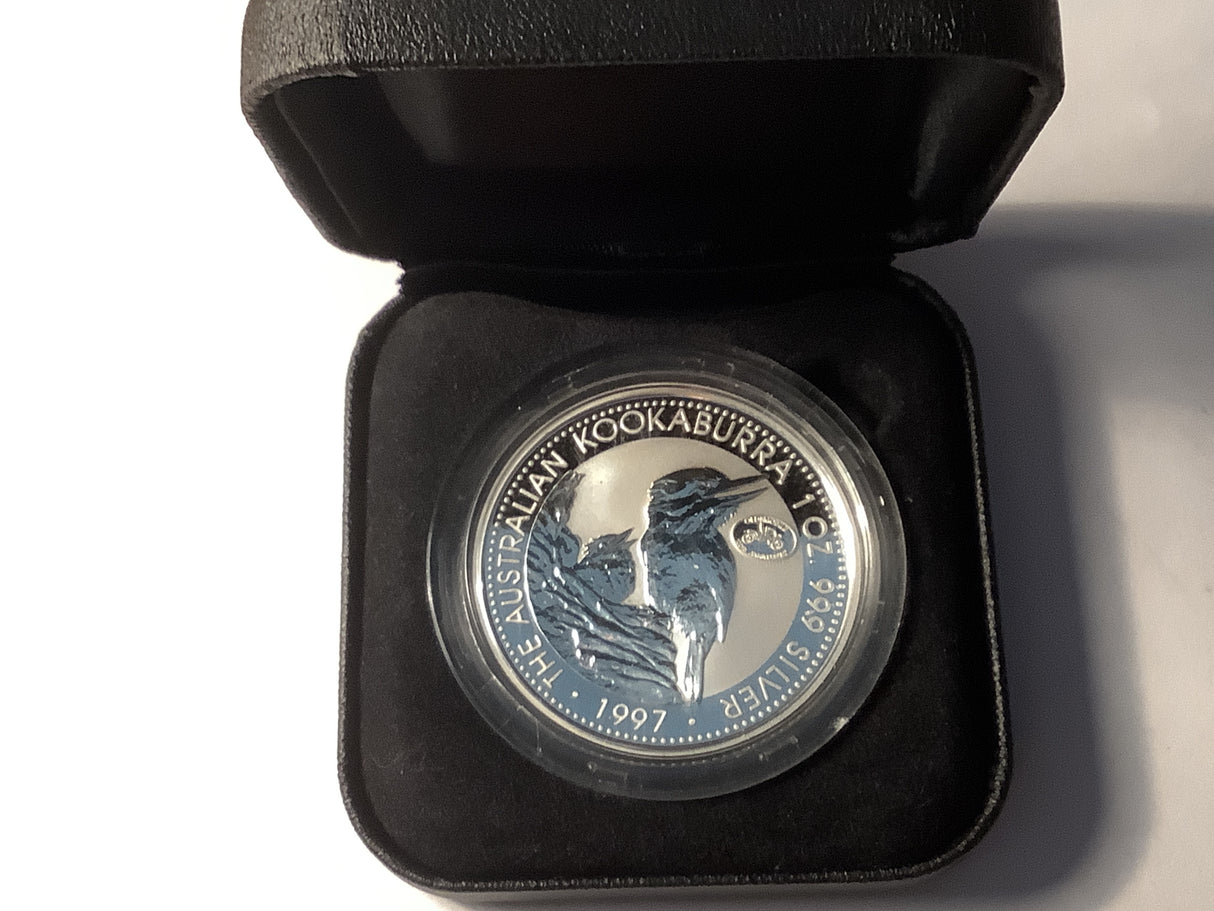 THE AUSTRALIAN KOOKABURRA 1 OZ 999 SILVER
· 1997 ·